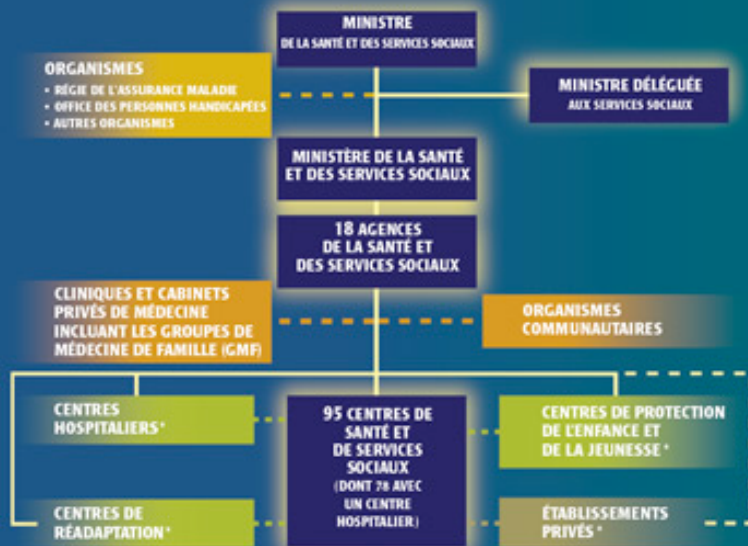 MINISTRE
DE LA SANTÉ ET DES SERVICES SOCIAUX
ORGANISMES
• RÉGIE DE L'ASSURANCE MALADIE
• OFFICE DES PERSONNES HANDICAPÉES
• AUTRES ORGANISMES
MINISTRE DÉLÉGUÉE
AUX SERVICES SOCIAUX
MINISTÈRE DE LA SANTÉ
ET DES SERVICES SOCIAUX
18 AGENCES
DE LA SANTÉ ET
DES SERVICES SOCIAUX
CLINIQUES ET CABINETS
PRIVÉS DE MÉDECINE
INCLUANT LES GROUPES DE
MÉDECINE DE FAMILLE (GMF)
ORGANISMES
COMMUNAUTAIRES
CENTRES
HOSPITALIERS*
95 CENTRES DE
SANTÉ ET
DE SERVICES
SOCIAUX
(DONT 78 AVEC
UN CENTRE
HOSPITALIER)
CENTRES DE PROTECTION
DE L'ENFANCE ET
DE LA JEUNESSE*
CENTRES DE
RÉADAPTATION*
ÉTABLISSEMENTS
PRIVÉS*